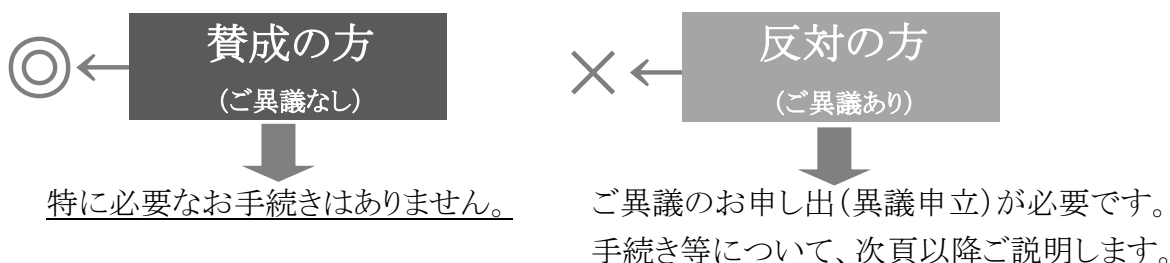 賛成の方
(ご異議なし)
特に必要なお手続きはありません。
反対の方
(ご異議あり)
ご異議のお申し出(異議申立)が必要です。
手続き等について、次頁以降ご説明します。